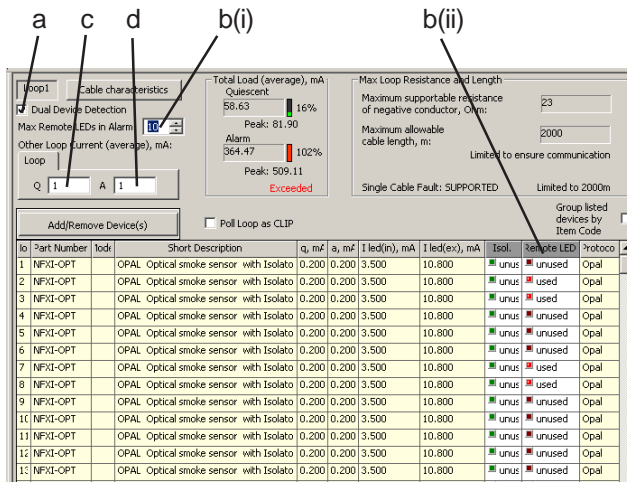 a c d b(i) b(ii)
Loop1 Cable characteristics
Dual Device Detection
Max Remote LEDs in Alarm 10
Other Loop Current (average), mA:
Loop
Q 1 A 1
Total Load (average), mA
Quiescent
58.63 16%
Peak: 81.90
Alarm
364.47 102%
Peak: 509.11
Exceeded
Max Loop Resistance and Length
Maximum supportable resistance
of negative conductor, Ohm: 23
Maximum allowable
cable length, m: 2000
Limited to ensure communication
Single Cable Fault: SUPPORTED Limited to 2000m
Add/Remove Device(s) Poll Loop as CLIP
Group listed
devices by
Item Code
Part Number Short Description q, mA a, mA I led(in), mA I led(ex), mA Isol. Remote LED Protoco
1 NFXI-OPT OPAL Optical smoke sensor with Isolato 0.200 0.200 3.500 10.800 unus unused Opal
2 NFXI-OPT OPAL Optical smoke sensor with Isolato 0.200 0.200 3.500 10.800 unus used Opal
3 NFXI-OPT OPAL Optical smoke sensor with Isolato 0.200 0.200 3.500 10.800 unus used Opal
4 NFXI-OPT OPAL Optical smoke sensor with Isolato 0.200 0.200 3.500 10.800 unus unused Opal
5 NFXI-OPT OPAL Optical smoke sensor with Isolato 0.200 0.200 3.500 10.800 unus unused Opal
6 NFXI-OPT OPAL Optical smoke sensor with Isolato 0.200 0.200 3.500 10.800 unus unused Opal
7 NFXI-OPT OPAL Optical smoke sensor with Isolato 0.200 0.200 3.500 10.800 unus used Opal
8 NFXI-OPT OPAL Optical smoke sensor with Isolato 0.200 0.200 3.500 10.800 unus used Opal
9 NFXI-OPT OPAL Optical smoke sensor with Isolato 0.200 0.200 3.500 10.800 unus unused Opal
10 NFXI-OPT OPAL Optical smoke sensor with Isolato 0.200 0.200 3.500 10.800 unus unused Opal
11 NFXI-OPT OPAL Optical smoke sensor with Isolato 0.200 0.200 3.500 10.800 unus unused Opal
12 NFXI-OPT OPAL Optical smoke sensor with Isolato 0.200 0.200 3.500 10.800 unus unused Opal
13 NFXI-OPT OPAL Optical smoke sensor with Isolato 0.200 0.200 3.500 10.800 unus unused Opal